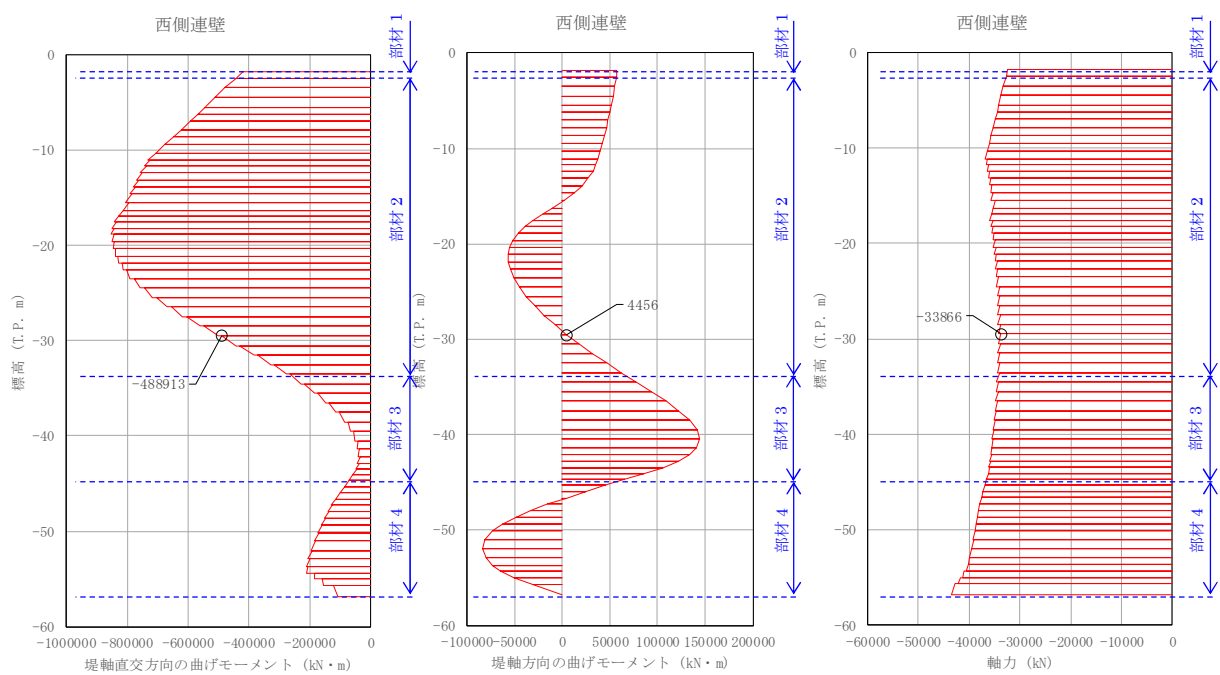 西側連壁
0
-10
-20
-30
-40
-50
-60
標高 (T.P. m)
-1000000
-800000
-600000
-400000
-200000
0
堤軸直交方向の曲げモーメント (kN・m)
-488913
部材 1
部材 2
部材 3
部材 4
西側連壁
0
-10
-20
-30
-40
-50
-60
標高 (T.P. m)
-100000
-50000
0
50000
100000
150000
200000
堤軸方向の曲げモーメント (kN・m)
4456
部材 1
部材 2
部材 3
部材 4
西側連壁
0
-10
-20
-30
-40
-50
-60
標高 (T.P. m)
-60000
-50000
-40000
-30000
-20000
-10000
0
軸力 (kN)
-33866
部材 1
部材 2
部材 3
部材 4